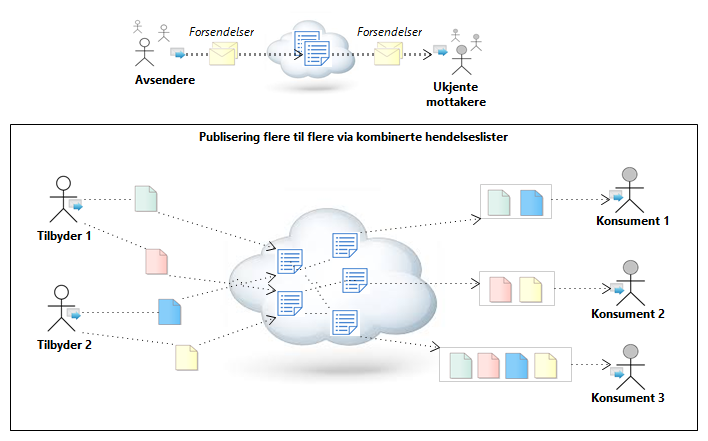 Forsendelser
Forsendelser
Avsendere
Ukjente
mottakere
Publisering flere til flere via kombinerte hendelseslister
Tilbyder 1
Konsument 1
Konsument 2
Tilbyder 2
Konsument 3